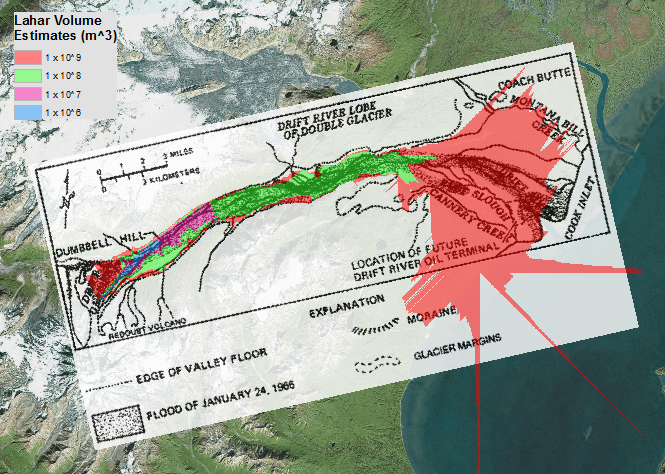 Lahar Volume
Estimates (m^3)
1 x 10^9
1 x 10^8
1 x 10^7
1 x 10^6
COACH BUTTE
MONTANA BILL
CREEK
DRIFT RIVER LOBE
OF DOUBLE GLACIER
0 1 2 3 MILES
0 3 KILOMETERS
DUMBBELL HILL
RIVER
SLOUGH
CANNERY CREEK
COOK INLET
LOCATION OF FUTURE
DRIFT RIVER OIL TERMINAL
REDOUBT VOLCANO
EXPLANATION
MORAINE
EDGE OF VALLEY FLOOR
GLACIER MARGINS
FLOOD OF JANUARY 24, 1966